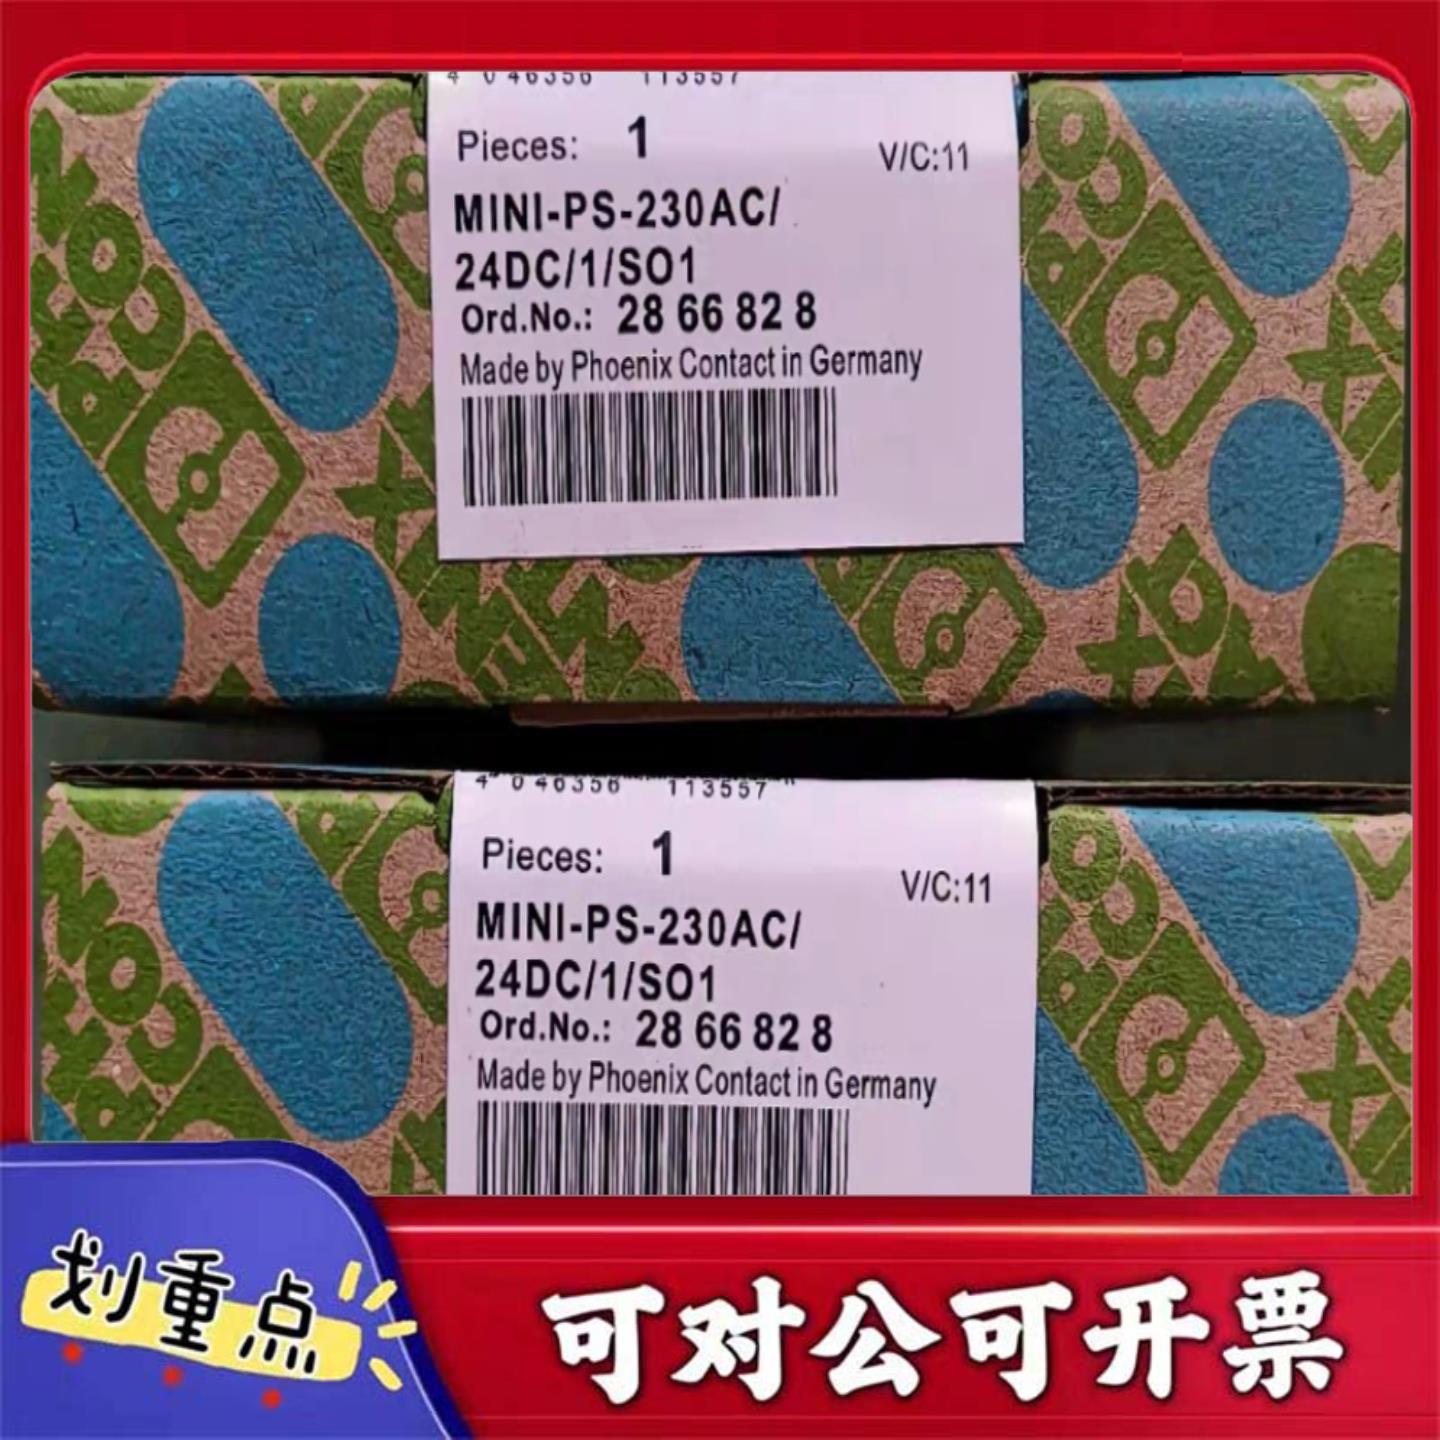 4 046356 113557
Pieces: 1
V/C:11
MINI-PS-230AC/
24DC/1/SO1
Ord.No.: 28 66 82 8
Made by Phoenix Contact in Germany
4 046356 113557
Pieces: 1
V/C:11
MINI-PS-230AC/
24DC/1/SO1
Ord.No.: 28 66 82 8
Made by Phoenix Contact in Germany
划重点
可对公可开票